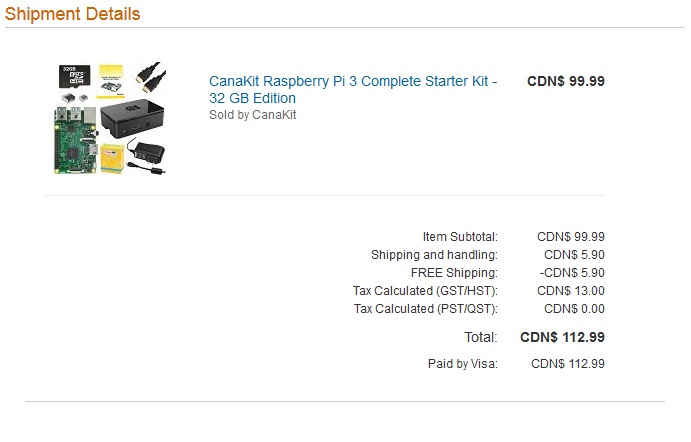 Shipment Details
32GB
CanaKit Raspberry Pi 3 Complete Starter Kit -
32 GB Edition
CDN$ 99.99
Sold by CanaKit
Item Subtotal: CDN$ 99.99
Shipping and handling: CDN$ 5.90
FREE Shipping: -CDN$ 5.90
Tax Calculated (GST/HST): CDN$ 13.00
Tax Calculated (PST/QST): CDN$ 0.00
Total: CDN$ 112.99
Paid by Visa: CDN$ 112.99